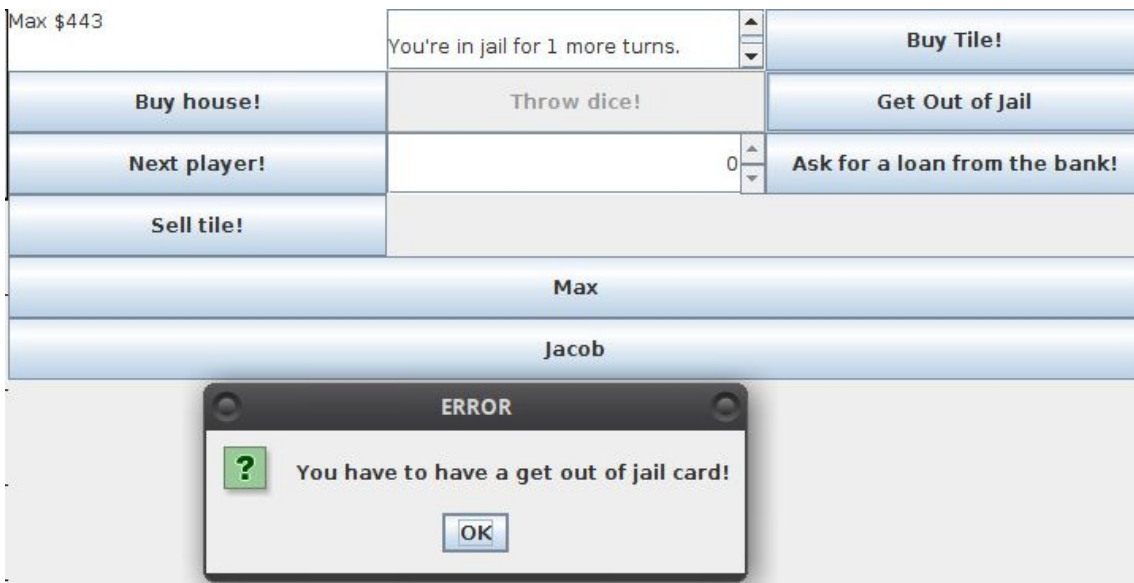 Max $443
You're in jail for 1 more turns.
Buy Tile!
Buy house!
Throw dice!
Get Out of Jail
Next player!
0
Ask for a loan from the bank!
Sell tile!
Max
Jacob
ERROR
?
You have to have a get out of jail card!
OK